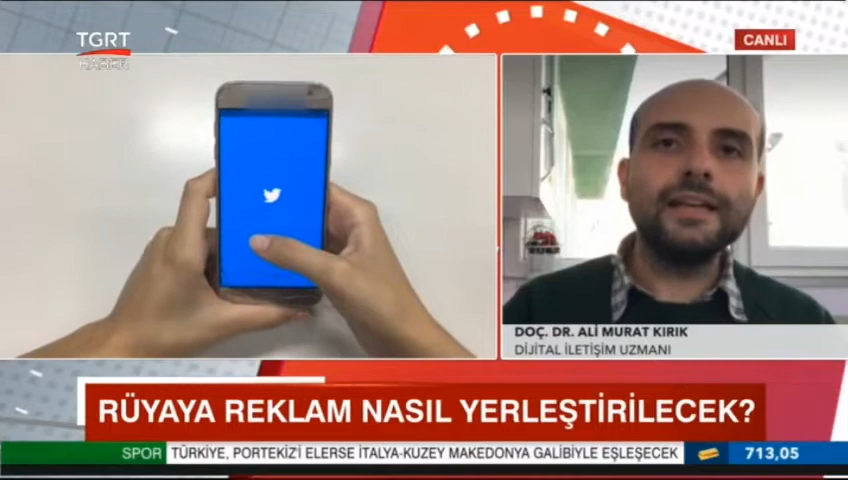 TGRT
HABER
CANLI
DOÇ. DR. ALİ MURAT KIRIK
DİJİTAL İLETİŞİM UZMANI
RÜYAYA REKLAM NASIL YERLEŞTİRİLECEK?
SPOR TÜRKİYE, PORTEKİZ'İ ELERSE İTALYA-KUZEY MAKEDONYA GALİBİYLE EŞLEŞECEK 713,05